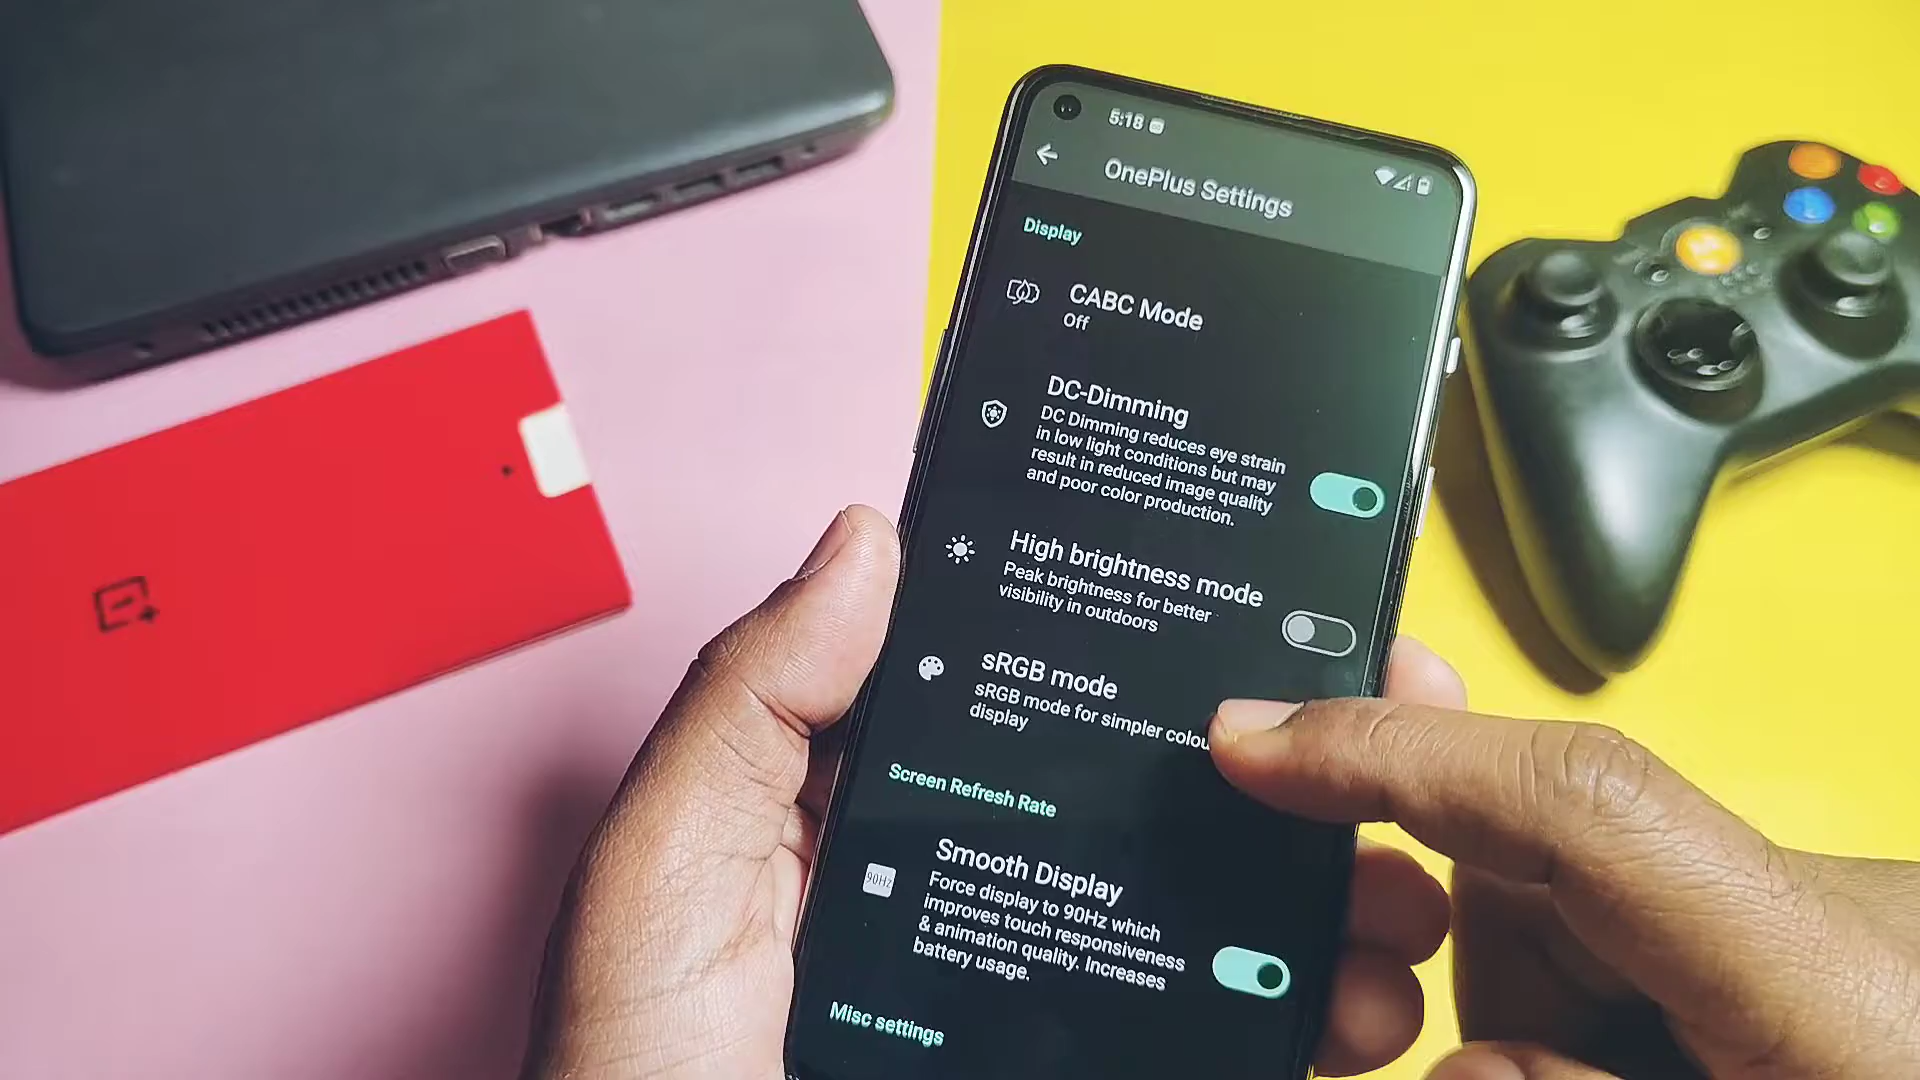 5:18
OnePlus Settings
Display
CABC Mode
Off
DC-Dimming
DC Dimming reduces eye strain
in low light conditions but may
result in reduced image quality
and poor color production.
High brightness mode
Peak brightness for better
visibility in outdoors
sRGB mode
sRGB mode for simpler colou
display
Screen Refresh Rate
90Hz
Smooth Display
Force display to 90Hz which
improves touch responsiveness
& animation quality. Increases
battery usage.
Misc settings